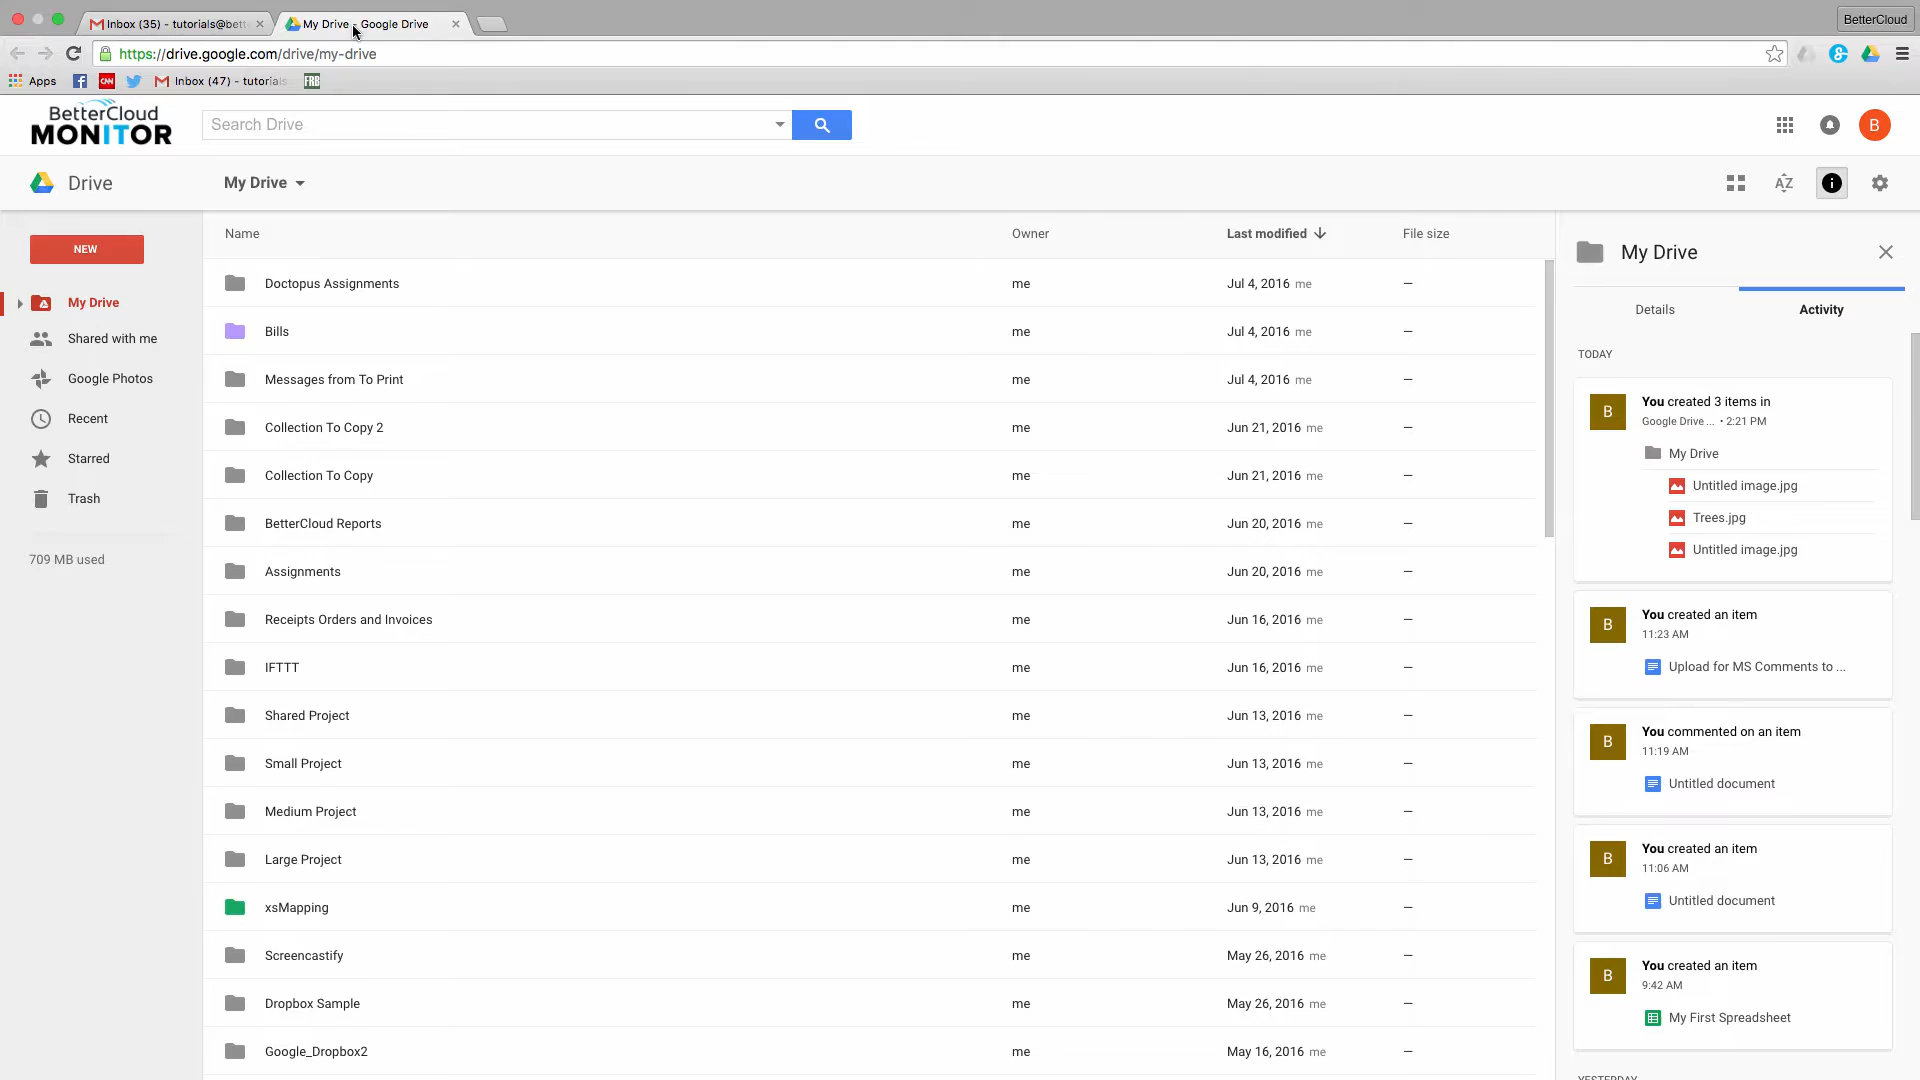 Inbox (35) - tutorials@bett
My Drive - Google Drive
BetterCloud
https://drive.google.com/drive/my-drive
Apps
CNN
Inbox (47) - tutorials
FRB
BetterCloud
MONITOR
Search Drive
B
Drive
My Drive
AZ
NEW
My Drive
Shared with me
Google Photos
Recent
Starred
Trash
709 MB used
Name Owner Last modified File size
Doctopus Assignments me Jul 4, 2016 me —
Bills me Jul 4, 2016 me —
Messages from To Print me Jul 4, 2016 me —
Collection To Copy 2 me Jun 21, 2016 me —
Collection To Copy me Jun 21, 2016 me —
BetterCloud Reports me Jun 20, 2016 me —
Assignments me Jun 20, 2016 me —
Receipts Orders and Invoices me Jun 16, 2016 me —
IFTTT me Jun 16, 2016 me —
Shared Project me Jun 13, 2016 me —
Small Project me Jun 13, 2016 me —
Medium Project me Jun 13, 2016 me —
Large Project me Jun 13, 2016 me —
xsMapping me Jun 9, 2016 me —
Screencastify me May 26, 2016 me —
Dropbox Sample me May 26, 2016 me —
Google_Dropbox2 me May 16, 2016 me —
My Drive
Details Activity
TODAY
B
You created 3 items in
Google Drive ... • 2:21 PM
My Drive
Untitled image.jpg
Trees.jpg
Untitled image.jpg
B
You created an item
11:23 AM
Upload for MS Comments to ...
B
You commented on an item
11:19 AM
Untitled document
B
You created an item
11:06 AM
Untitled document
B
You created an item
9:42 AM
My First Spreadsheet
YESTERDAY